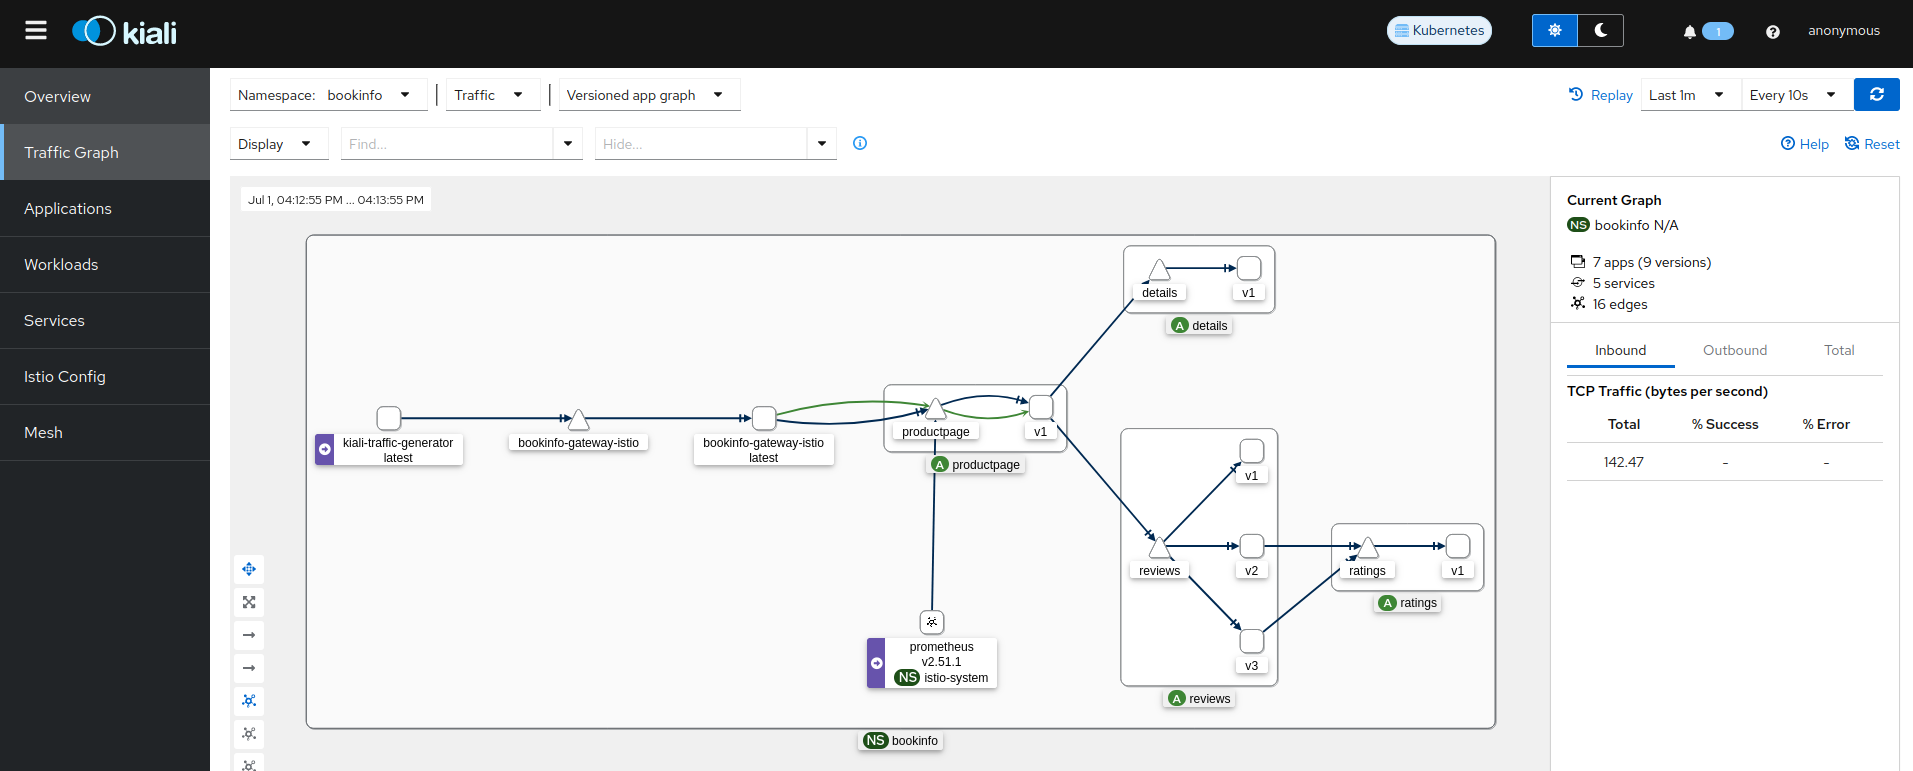 kiali
Kubernetes
1
anonymous
Overview
Traffic Graph
Applications
Workloads
Services
Istio Config
Mesh
Namespace: bookinfo
Traffic
Versioned app graph
Replay
Last 1m
Every 10s
Display
Find...
Hide...
Help
Reset
Jul 1, 04:12:55 PM ... 04:13:55 PM
details
v1
A details
kiali-traffic-generator
latest
bookinfo-gateway-istio
bookinfo-gateway-istio
latest
productpage
v1
A productpage
v1
reviews
v2
v3
A reviews
ratings
v1
A ratings
prometheus
v2.51.1
NS istio-system
NS bookinfo
Current Graph
NS bookinfo N/A
7 apps (9 versions)
5 services
16 edges
Inbound
Outbound
Total
TCP Traffic (bytes per second)
Total % Success % Error
142.47 - -